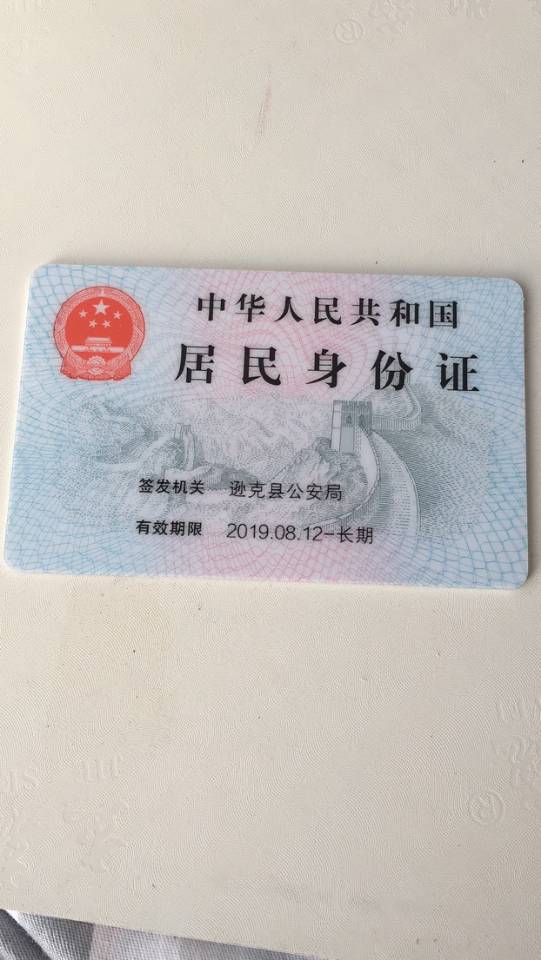 中华人民共和国
居民身份证
签发机关 逊克县公安局
有效期限 2019.08.12-长期